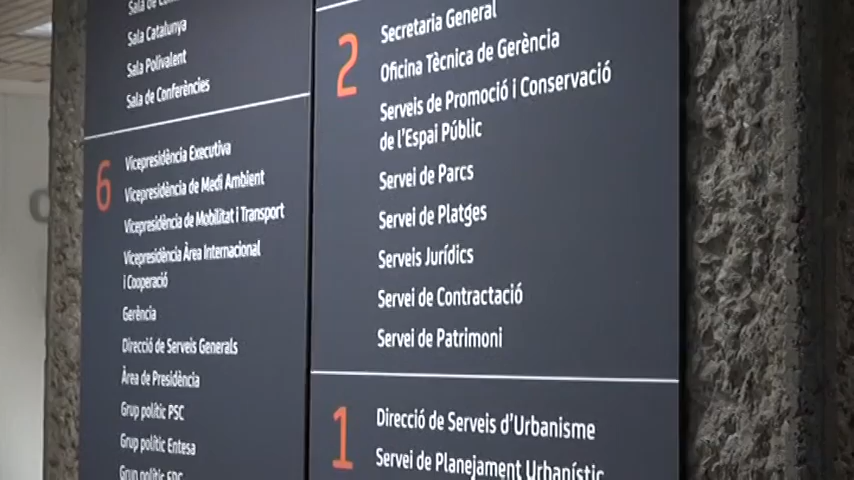 Sala Catalunya
Sala Polivalent
Sala de Conferències
6
Vicepresidència Executiva
Vicepresidència de Medi Ambient
Vicepresidència de Mobilitat i Transport
Vicepresidència Àrea Internacional
i Cooperació
Gerència
Direcció de Serveis Generals
Àrea de Presidència
Grup polític PSC
Grup polític Entesa
Grup polític
2
Secretaria General
Oficina Tècnica de Gerència
Serveis de Promoció i Conservació
de l'Espai Públic
Servei de Parcs
Servei de Platges
Serveis Jurídics
Servei de Contractació
Servei de Patrimoni
1
Direcció de Serveis d'Urbanisme
Servei de Planejament Urbanístic